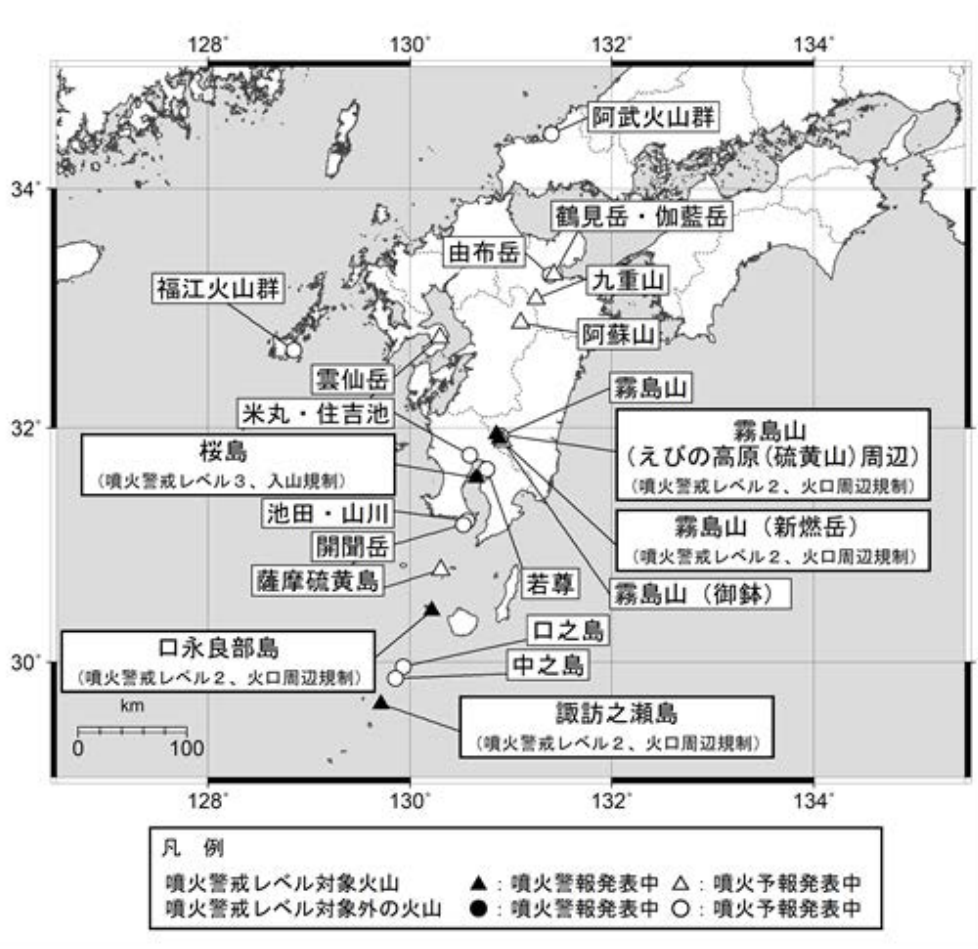 128°
130°
132°
134°
阿武火山群
34°
鶴見岳・伽藍岳
由布岳
九重山
福江火山群
阿蘇山
雲仙岳
霧島山
米丸・住吉池
32°
霧島山
(えびの高原(硫黄山)周辺)
(噴火警戒レベル2、火口周辺規制)
桜島
(噴火警戒レベル3、入山規制)
池田・山川
霧島山(新燃岳)
(噴火警戒レベル2、火口周辺規制)
開聞岳
薩摩硫黄島
若尊
霧島山(御鉢)
口之島
口永良部島
(噴火警戒レベル2、火口周辺規制)
30°
中之島
諏訪之瀬島
(噴火警戒レベル2、火口周辺規制)
km
0 100
128°
130°
132°
134°
凡 例
噴火警戒レベル対象火山 ▲:噴火警報発表中 △:噴火予報発表中
噴火警戒レベル対象外の火山 ●:噴火警報発表中 ○:噴火予報発表中